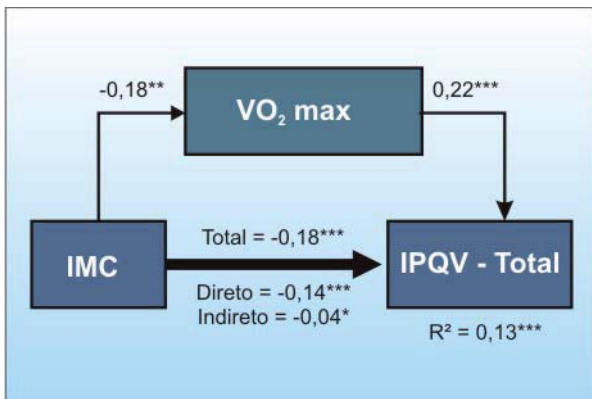 -0,18**
VO₂ max
0,22***
IMC
Total = -0,18***
Direto = -0,14***
Indireto = -0,04*
IPQV - Total
R² = 0,13***